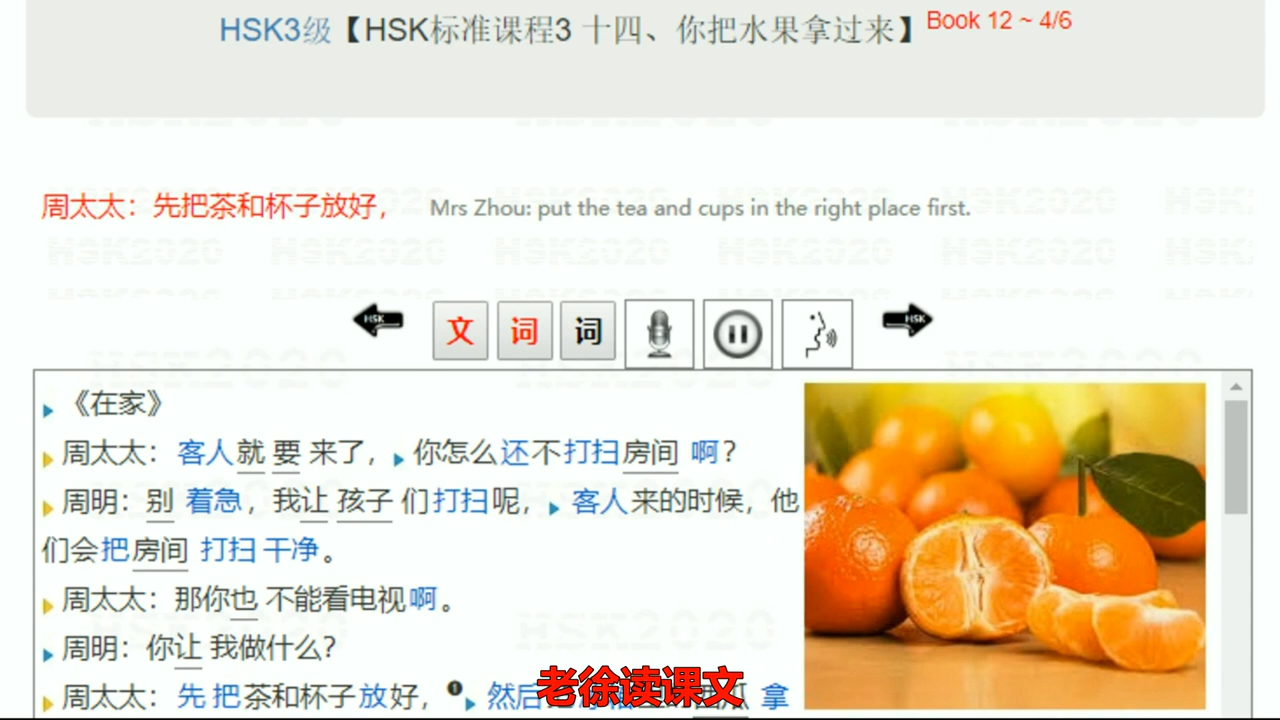 HSK3级【HSK标准课程3 十四、你把水果拿过来】Book 12 ~ 4/6
周太太：先把茶和杯子放好， Mrs Zhou: put the tea and cups in the right place first.
HSK 文 词 词 HSK
《在家》
周太太：客人就要来了，你怎么还不打扫房间啊？
周明：别着急，我让孩子们打扫呢，客人来的时候，他
们会把房间打扫干净。
周太太：那你也不能看电视啊。
周明：你让我做什么？
周太太：先把茶和杯子放好，然后 拿
老徐读课文